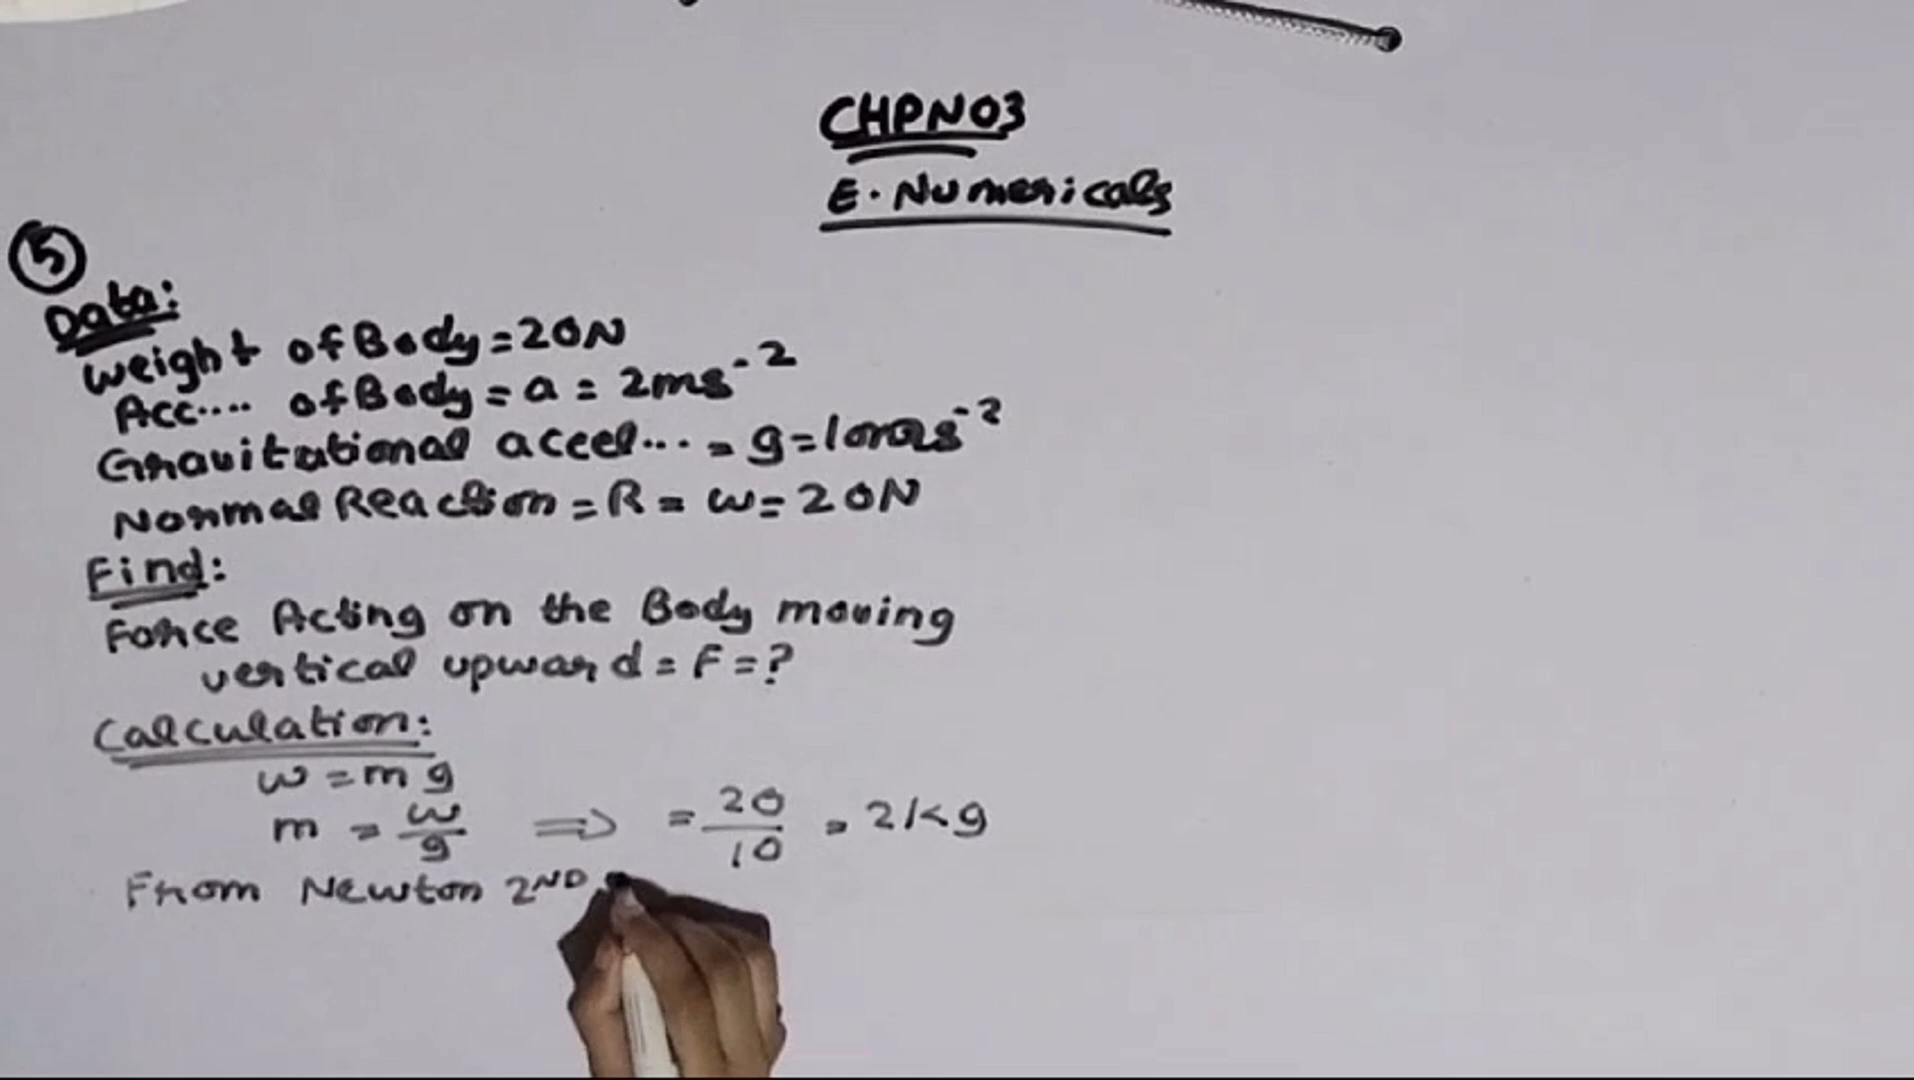 CHPNO3
E. Numericals
5
Data:
Weight of Body = 20N
Acc.... of Body = a = 2ms⁻²
Gravitational accel... = g = 10ms⁻²
Normal Reaction = R = w = 20N
Find:
Force Acting on the Body moving
vertical upward = F = ?
Calculation:
w = mg
m = w/g ⇒ = 20/10 = 2Kg
From Newton 2ND